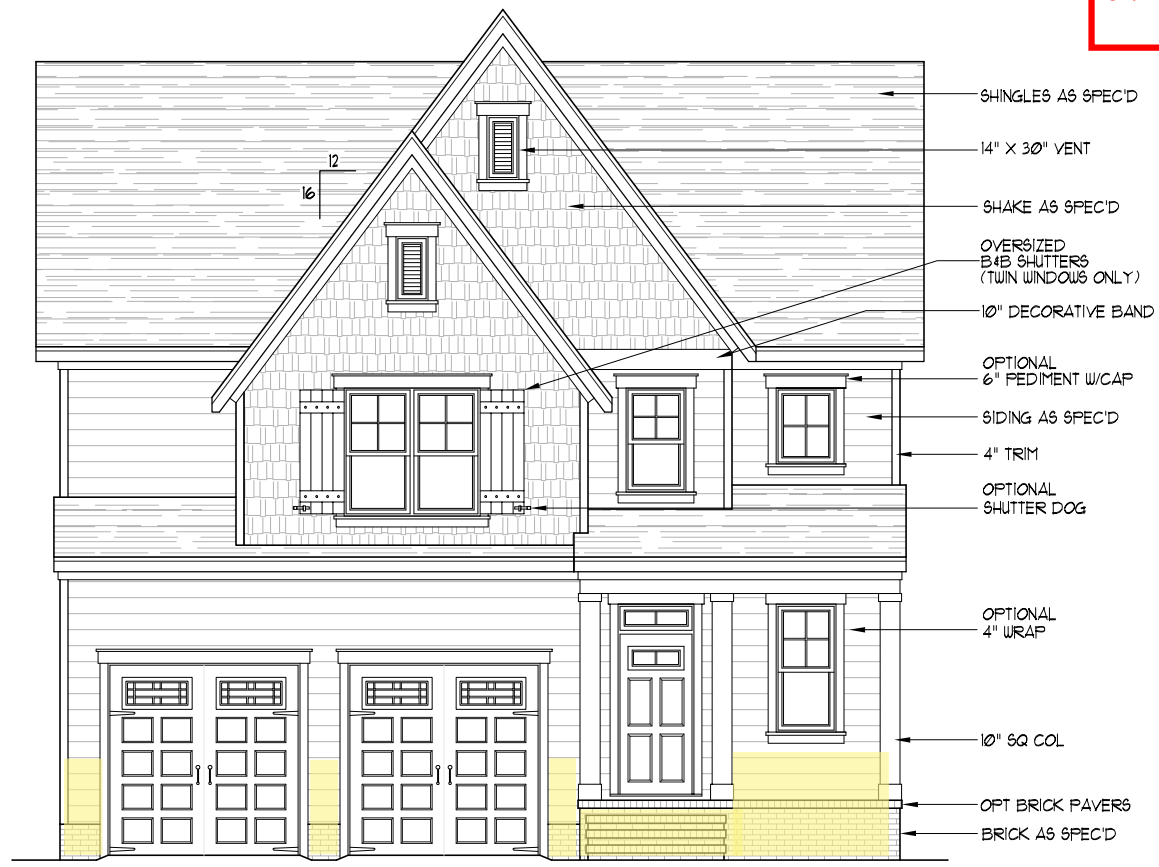 SHINGLES AS SPEC'D
14" X 30" VENT
12
16
SHAKE AS SPEC'D
OVERSIZED
B&B SHUTTERS
(TWIN WINDOWS ONLY)
10" DECORATIVE BAND
OPTIONAL
6" PEDIMENT W/CAP
SIDING AS SPEC'D
4" TRIM
OPTIONAL
SHUTTER DOG
OPTIONAL
4" WRAP
10" SQ COL
OPT BRICK PAVERS
BRICK AS SPEC'D